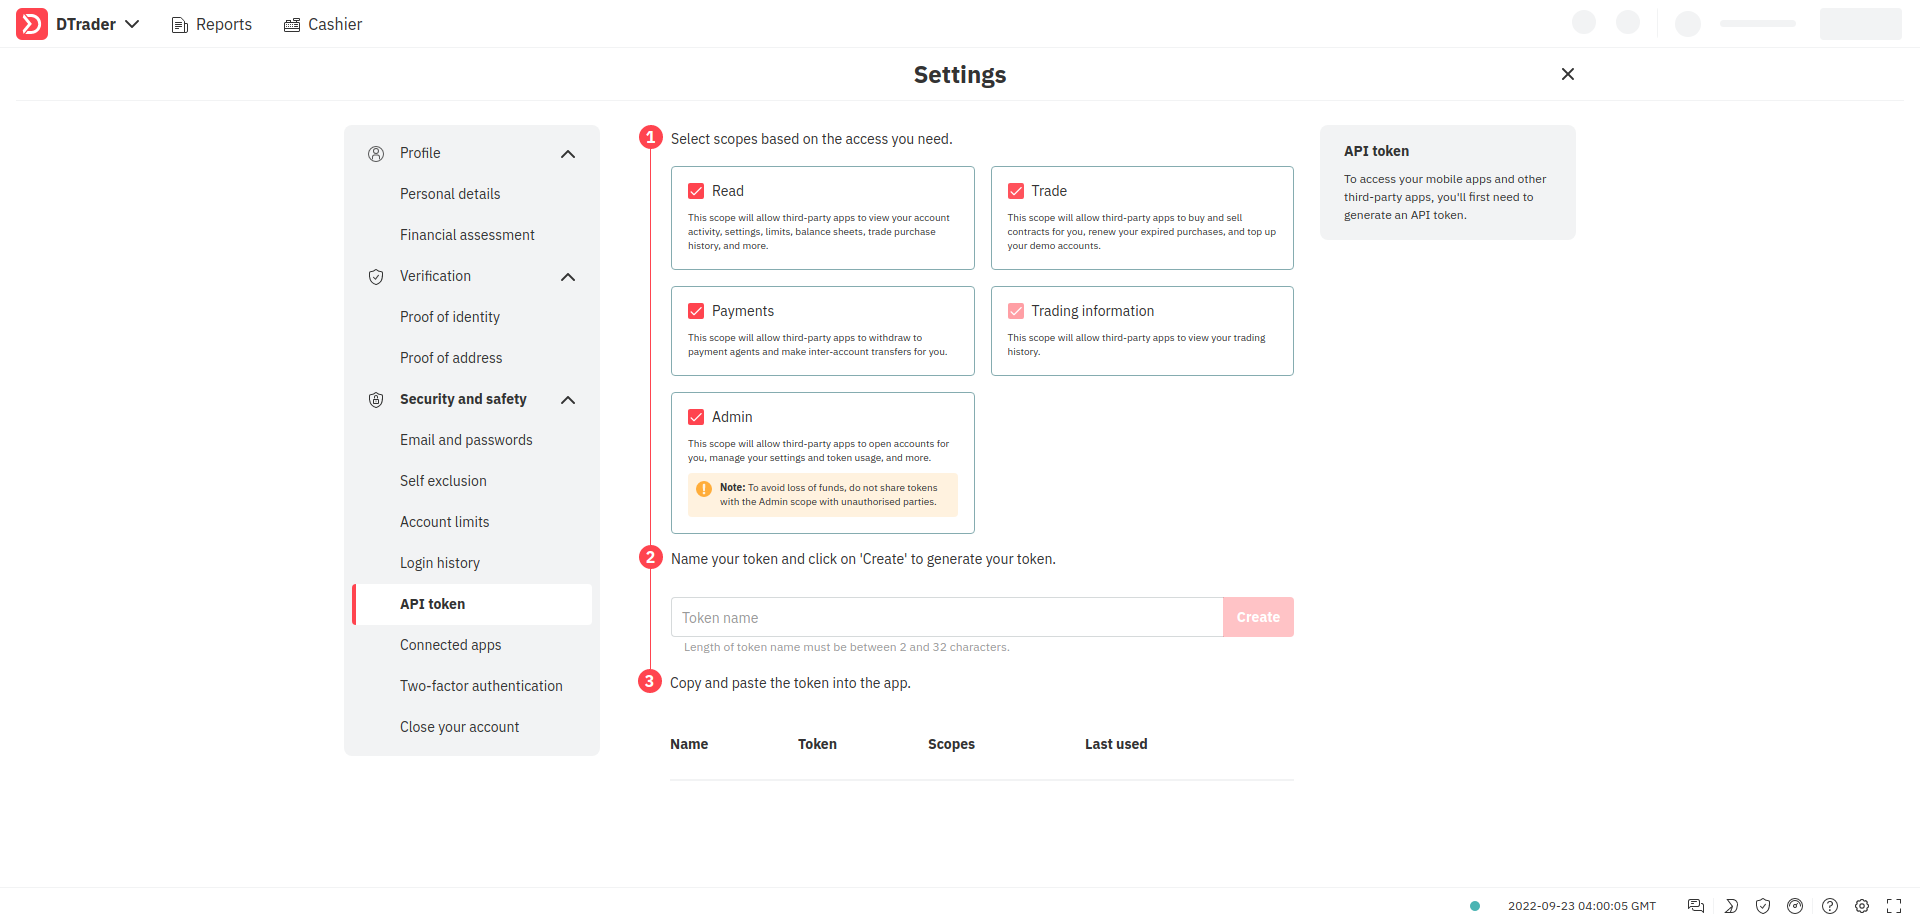 DTrader
Reports
Cashier
Settings
Profile
Personal details
Financial assessment
Verification
Proof of identity
Proof of address
Security and safety
Email and passwords
Self exclusion
Account limits
Login history
API token
Connected apps
Two-factor authentication
Close your account
1
Select scopes based on the access you need.
Read
This scope will allow third-party apps to view your account
activity, settings, limits, balance sheets, trade purchase
history, and more.
Trade
This scope will allow third-party apps to buy and sell
contracts for you, renew your expired purchases, and top up
your demo accounts.
Payments
This scope will allow third-party apps to withdraw to
payment agents and make inter-account transfers for you.
Trading information
This scope will allow third-party apps to view your trading
history.
Admin
This scope will allow third-party apps to open accounts for
you, manage your settings and token usage, and more.
Note: To avoid loss of funds, do not share tokens
with the Admin scope with unauthorised parties.
2
Name your token and click on 'Create' to generate your token.
Token name
Create
Length of token name must be between 2 and 32 characters.
3
Copy and paste the token into the app.
Name
Token
Scopes
Last used
API token
To access your mobile apps and other
third-party apps, you'll first need to
generate an API token.
2022-09-23 04:00:05 GMT